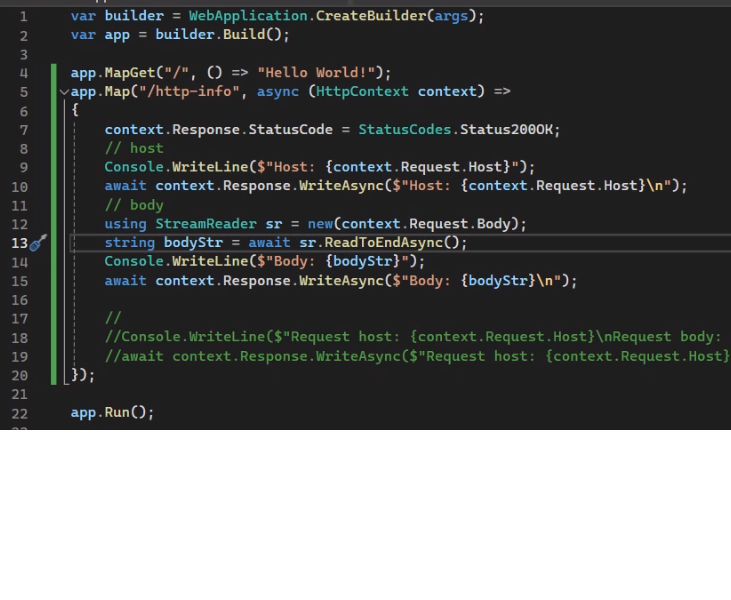 1 var builder = WebApplication.CreateBuilder(args);
2 var app = builder.Build();
3
4 app.MapGet("/", () => "Hello World!");
5 app.Map("/http-info", async (HttpContext context) =>
6 {
7 context.Response.StatusCode = StatusCodes.Status200OK;
8 // host
9 Console.WriteLine($"Host: {context.Request.Host}");
10 await context.Response.WriteAsync($"Host: {context.Request.Host}\n");
11 // body
12 using StreamReader sr = new(context.Request.Body);
13 string bodyStr = await sr.ReadToEndAsync();
14 Console.WriteLine($"Body: {bodyStr}");
15 await context.Response.WriteAsync($"Body: {bodyStr}\n");
16
17 //
18 //Console.WriteLine($"Request host: {context.Request.Host}\nRequest body:
19 //await context.Response.WriteAsync($"Request host: {context.Request.Host}
20 });
21
22 app.Run();